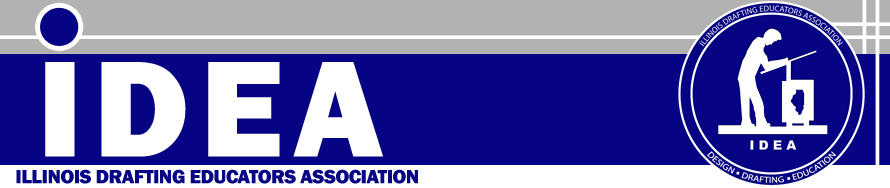 iDEA
ILLINOIS DRAFTING EDUCATORS ASSOCIATION
ILLINOIS DRAFTING EDUCATORS ASSOCIATION
IDEA
DESIGN • DRAFTING • EDUCATION